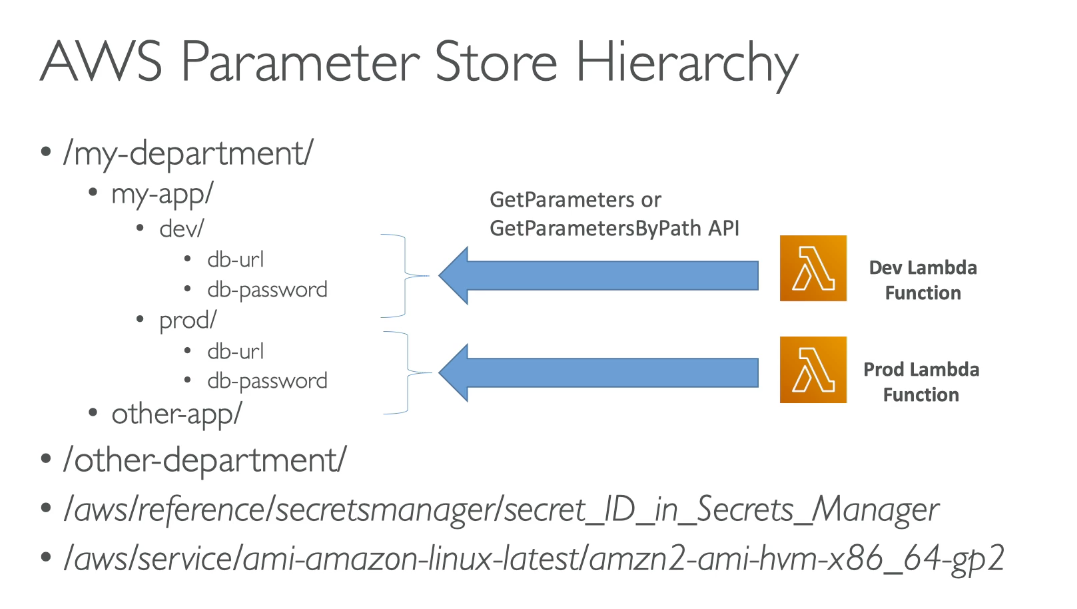 AWS Parameter Store Hierarchy
• /my-department/
• my-app/
• dev/
• db-url
• db-password
• prod/
• db-url
• db-password
• other-app/
• /other-department/
• /aws/reference/secretsmanager/secret_ID_in_Secrets_Manager
• /aws/service/ami-amazon-linux-latest/amzn2-ami-hvm-x86_64-gp2
GetParameters or
GetParametersByPath API
Dev Lambda
Function
Prod Lambda
Function